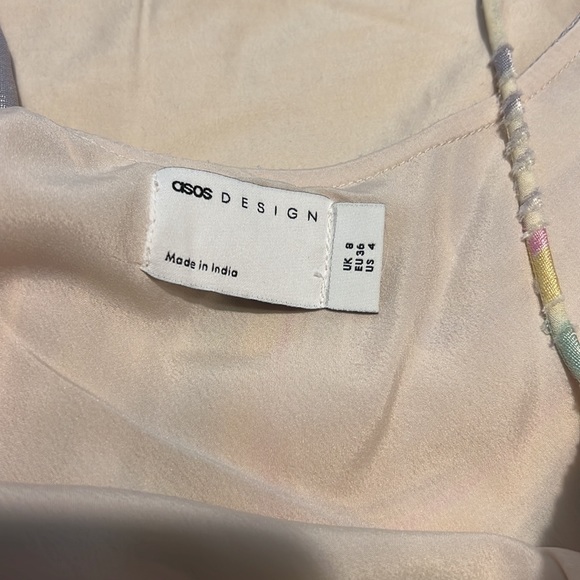 asos DESIGN
Made in India
UK 8
EU 36
US 4